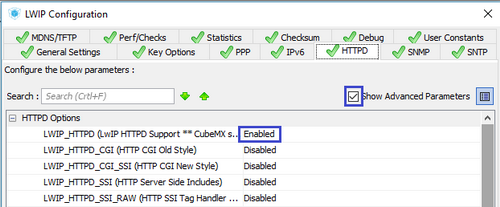 LWIP Configuration
MDNS/TFTP Perf/Checks Statistics Checksum Debug User Constants
General Settings Key Options PPP IPv6 HTTPD SNMP SNTP
Configure the below parameters :
Search : Search (Crtl+F) Show Advanced Parameters
HTTPD Options
LWIP_HTTPD (LwIP HTTPD Support ** CubeMX s... Enabled
LWIP_HTTPD_CGI (HTTP CGI Old Style) Disabled
LWIP_HTTPD_CGI_SSI (HTTP CGI New Style) Disabled
LWIP_HTTPD_SSI (HTTP Server Side Includes) Disabled
LWIP_HTTPD_SSI_RAW (HTTP SSI Tag Handler ... Disabled